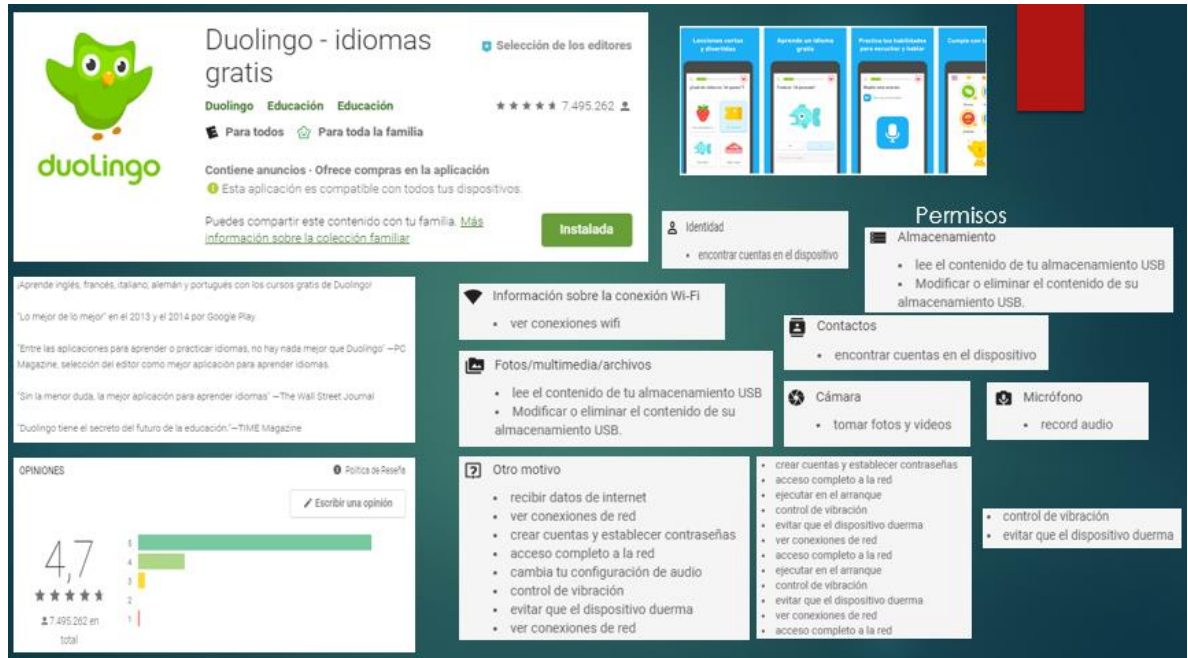 duolingo
Duolingo - idiomas
gratis
Selección de los editores
Duolingo Educación Educación
7.495.262
Para todos Para toda la familia
Contiene anuncios · Ofrece compras en la aplicación
Esta aplicación es compatible con todos tus dispositivos.
Puedes compartir este contenido con tu familia. Más
información sobre la colección familiar
Instalada
Lecciones cortas
y divertidas
Aprende un idioma
gratis
Practica tus habilidades
para escuchar y hablar
Permisos
Identidad
• encontrar cuentas en el dispositivo
Almacenamiento
• lee el contenido de tu almacenamiento USB
• Modificar o eliminar el contenido de su
almacenamiento USB.
¡Aprende inglés, francés, italiano, alemán y portugués con los cursos gratis de Duolingo!
"Lo mejor de lo mejor" en el 2013 y el 2014 por Google Play.
"Entre las aplicaciones para aprender o practicar idiomas, no hay nada mejor que Duolingo" —PC
Magazine, selección del editor como mejor aplicación para aprender idiomas.
"Sin la menor duda, la mejor aplicación para aprender idiomas" —The Wall Street Journal
"Duolingo tiene el secreto del futuro de la educación."—TIME Magazine
Información sobre la conexión Wi-Fi
• ver conexiones wifi
Contactos
• encontrar cuentas en el dispositivo
Fotos/multimedia/archivos
• lee el contenido de tu almacenamiento USB
• Modificar o eliminar el contenido de su
almacenamiento USB.
Cámara
• tomar fotos y videos
Micrófono
• record audio
OPINIONES
Política de Reseña
Escribir una opinión
4,7
7.495.262 en
total
5
4
3
2
1
Otro motivo
• recibir datos de internet
• ver conexiones de red
• crear cuentas y establecer contraseñas
• acceso completo a la red
• cambia tu configuración de audio
• control de vibración
• evitar que el dispositivo duerma
• ver conexiones de red
• crear cuentas y establecer contraseñas
• acceso completo a la red
• ejecutar en el arranque
• control de vibración
• evitar que el dispositivo duerma
• ver conexiones de red
• acceso completo a la red
• ejecutar en el arranque
• control de vibración
• evitar que el dispositivo duerma
• ver conexiones de red
• acceso completo a la red
• control de vibración
• evitar que el dispositivo duerma